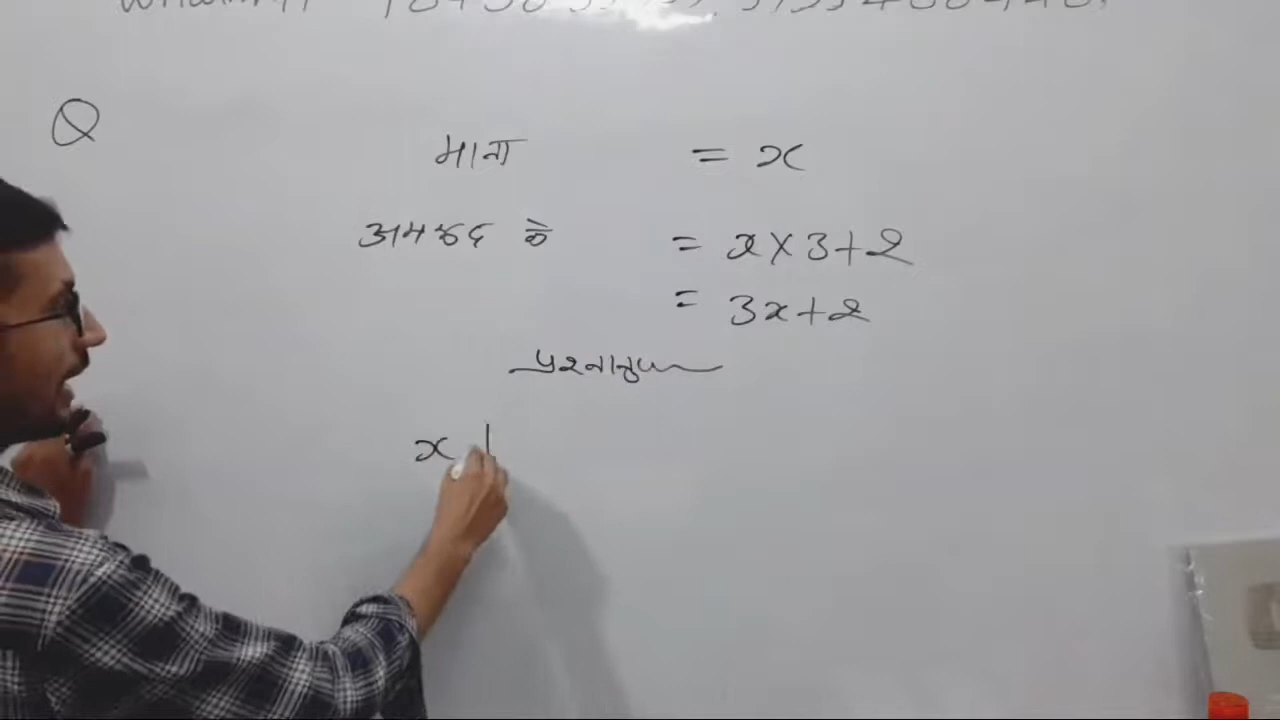 Q
माना = x
अमरूद के = x × 3 + 2
= 3x + 2
प्रश्नानुसार
x